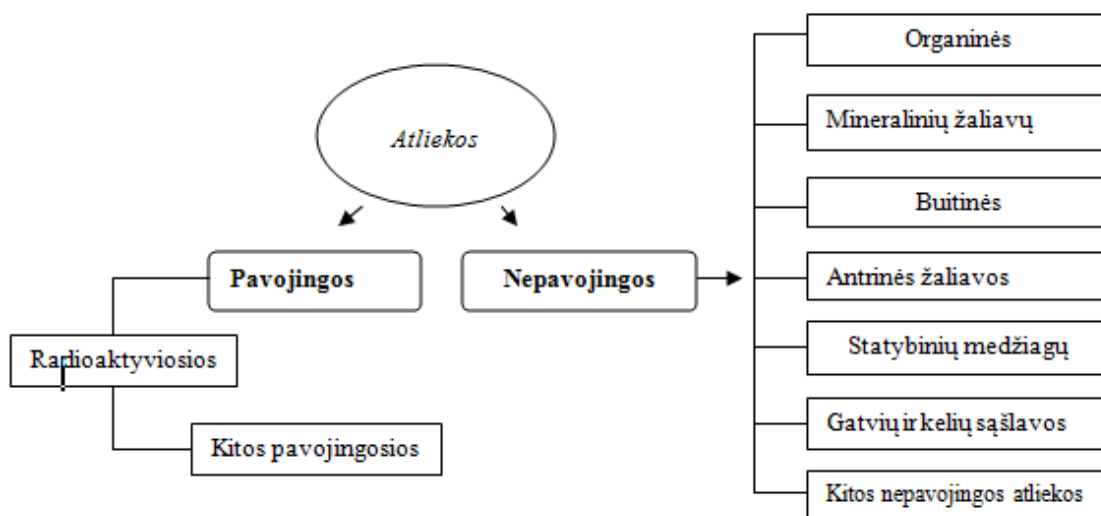 Atliekos
Pavojingos
Nepavojingos
Radioaktyviosios
Kitos pavojingosios
Organinės
Mineralinių žaliavų
Buitinės
Antrinės žaliavos
Statybinių medžiagų
Gatvių ir kelių sąšlavos
Kitos nepavojingos atliekos